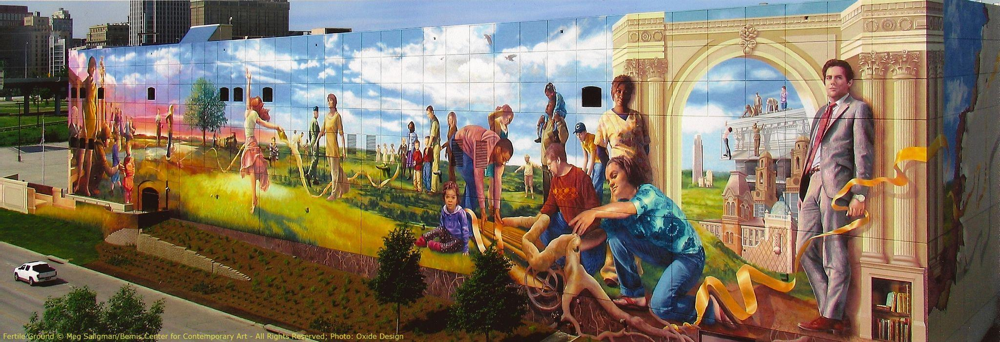 Fertile Ground © Meg Saligman/Bemis Center for Contemporary Art - All Rights Reserved; Photo: Oxide Design